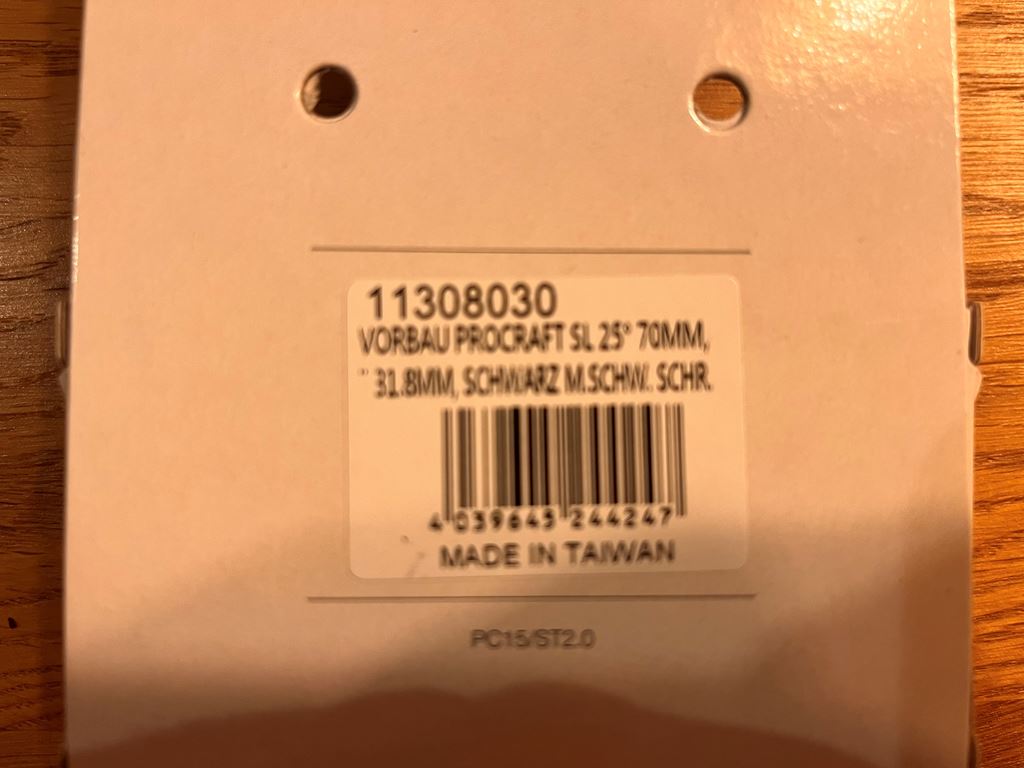 11308030
VORBAU PROCRAFT SL 25° 70MM,
¨ 31.8MM, SCHWARZ M.SCHW. SCHR.
4 039645 244247
MADE IN TAIWAN
PC15/ST2.0